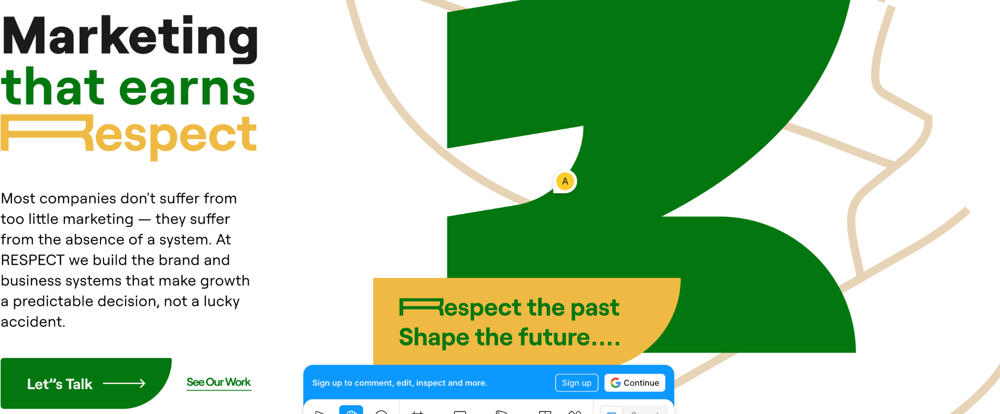 Marketing
that earns
Respect
Most companies don't suffer from
too little marketing — they suffer
from the absence of a system. At
RESPECT we build the brand and
business systems that make growth
a predictable decision, not a lucky
accident.
Let”s Talk
See Our Work
A
Respect the past
Shape the future....
Sign up to comment, edit, inspect and more.
Sign up
Continue